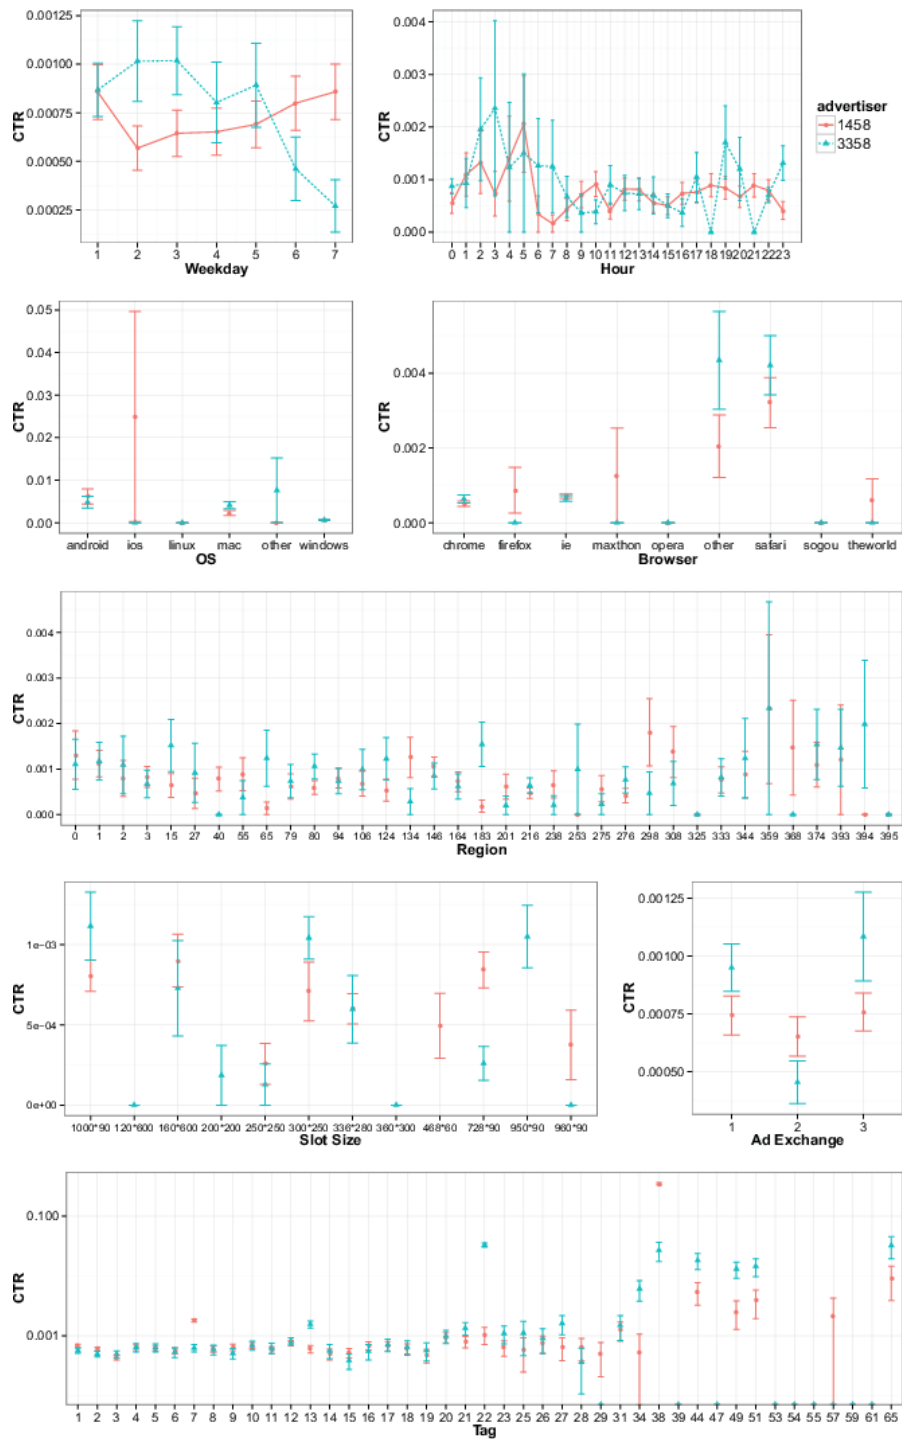 0.00125
0.00100
0.00075
0.00050
0.00025
CTR
1 2 3 4 5 6 7
Weekday
0.004
0.003
0.002
0.001
0.000
CTR
0 1 2 3 4 5 6 7 8 9 10 11 12 13 14 15 16 17 18 19 20 21 22 23
Hour
advertiser
1458
3358
0.05
0.04
0.03
0.02
0.01
0.00
CTR
android ios linux mac other windows
OS
0.004
0.002
0.000
CTR
chrome firefox ie maxthon opera other safari sogou theworld
Browser
0.004
0.003
0.002
0.001
0.000
CTR
0 1 2 3 15 27 40 55 65 79 80 94 106 124 134 146 164 183 201 216 238 253 275 276 298 308 325 333 344 359 368 374 393 394 395
Region
1e-03
5e-04
0e+00
CTR
1000*90 120*600 160*600 200*200 250*250 300*250 336*280 360*300 468*60 728*90 950*90 960*90
Slot Size
0.00125
0.00100
0.00075
0.00050
CTR
1 2 3
Ad Exchange
0.100
0.001
CTR
1 2 3 4 5 6 7 8 9 10 11 12 13 14 15 16 17 18 19 20 21 22 23 25 26 27 28 29 31 34 38 39 44 47 49 51 53 54 55 57 59 61 65
Tag